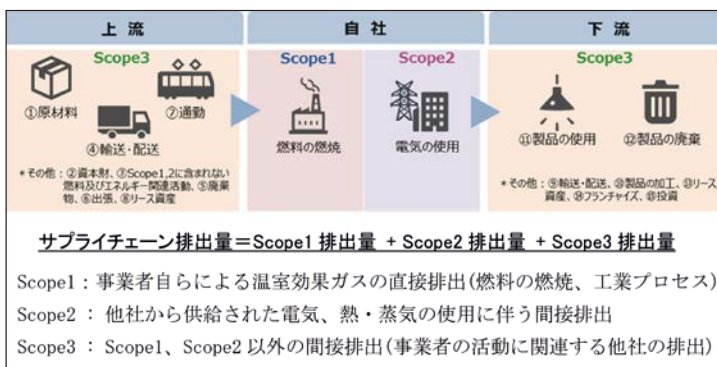 上 流
自 社
下 流
Scope3
Scope1
Scope2
Scope3
①原材料
⑦通勤
④輸送・配送
燃料の燃焼
電気の使用
⑪製品の使用
⑫製品の廃棄
*その他：②資本財、③Scope1,2に含まれない
燃料及びエネルギー関連活動、⑤廃棄
物、⑥出張、⑧リース資産
*その他：⑨輸送・配送、⑩製品の加工、⑬リース
資産、⑭フランチャイズ、⑮投資
サプライチェーン排出量＝Scope1 排出量 + Scope2 排出量 + Scope3 排出量
Scope1：事業者自らによる温室効果ガスの直接排出(燃料の燃焼、工業プロセス)
Scope2 ： 他社から供給された電気、熱・蒸気の使用に伴う間接排出
Scope3 ： Scope1、Scope2 以外の間接排出(事業者の活動に関連する他社の排出)